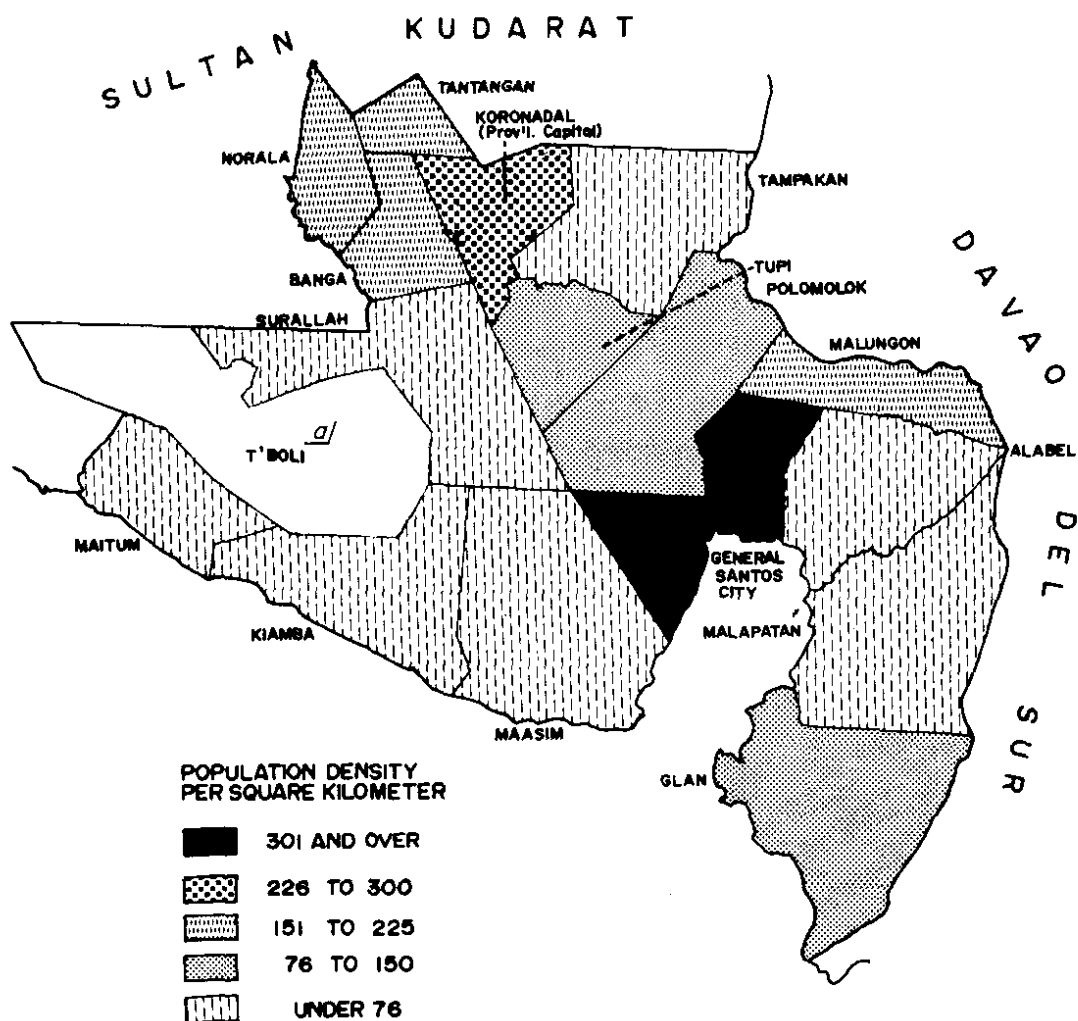 SULTAN KUDARAT
TANTANGAN
KORONADAL
(Prov'l. Capital)
NORALA
TAMPAKAN
BANGA
TUPI
POLOMOLOK
SURALLAH
MALUNGON
DAVAO DEL SUR
a/
T'BOLI
ALABEL
MAITUM
GENERAL
SANTOS
CITY
KIAMBA
MALAPATAN
MAASIM
GLAN
POPULATION DENSITY
PER SQUARE KILOMETER
301 AND OVER
226 TO 300
151 TO 225
76 TO 150
UNDER 76